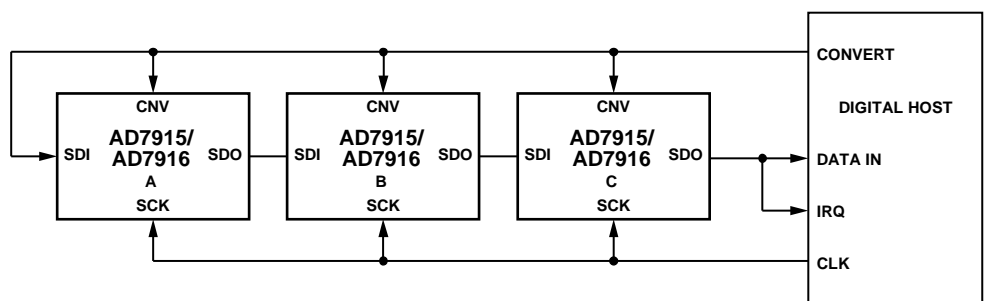 CONVERT
CNV
CNV
CNV
DIGITAL HOST
AD7915/
AD7916
AD7915/
AD7916
AD7915/
AD7916
SDI
SDO
SDI
SDO
SDI
SDO
DATA IN
A
B
C
SCK
SCK
SCK
IRQ
CLK